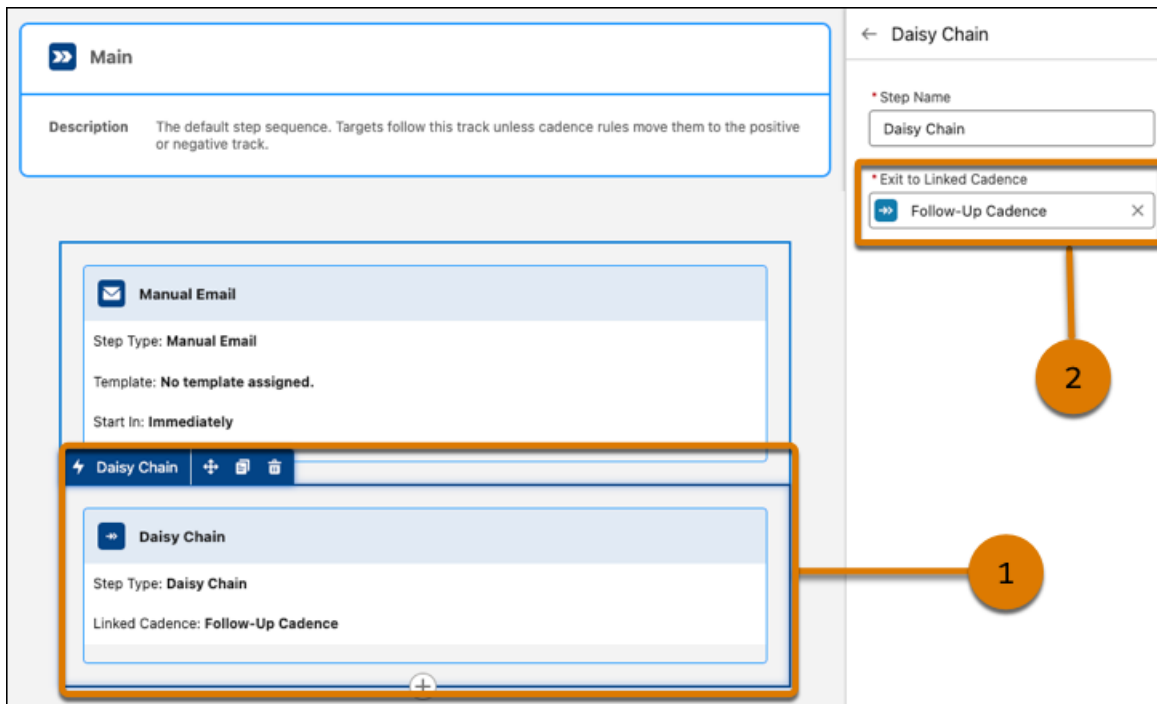 Main
Description The default step sequence. Targets follow this track unless cadence rules move them to the positive
or negative track.
Manual Email
Step Type: Manual Email
Template: No template assigned.
Start In: Immediately
Daisy Chain
Daisy Chain
Step Type: Daisy Chain
Linked Cadence: Follow-Up Cadence
1
Daisy Chain
*Step Name
Daisy Chain
*Exit to Linked Cadence
Follow-Up Cadence
2